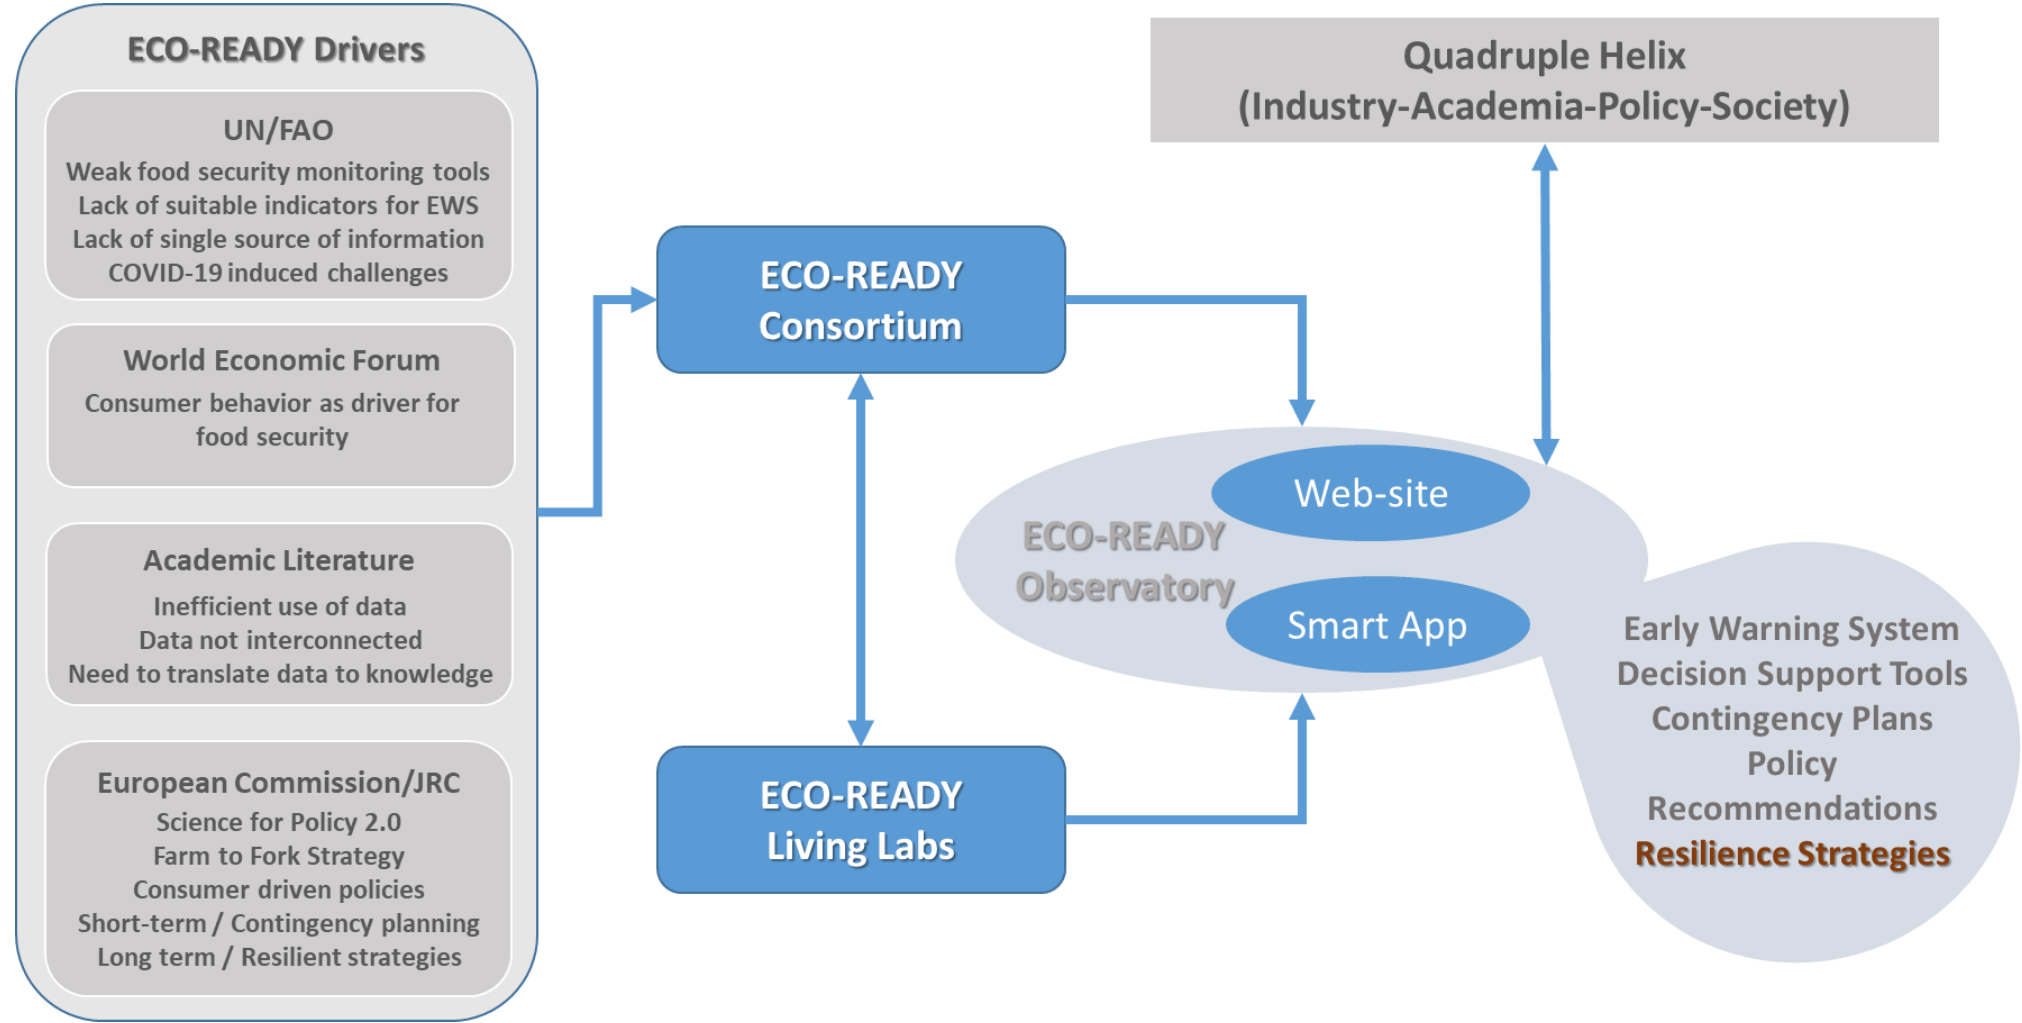 ECO-READY Drivers
UN/FAO
Weak food security monitoring tools
Lack of suitable indicators for EWS
Lack of single source of information
COVID-19 induced challenges
World Economic Forum
Consumer behavior as driver for
food security
Academic Literature
Inefficient use of data
Data not interconnected
Need to translate data to knowledge
European Commission/JRC
Science for Policy 2.0
Farm to Fork Strategy
Consumer driven policies
Short-term / Contingency planning
Long term / Resilient strategies
ECO-READY
Consortium
ECO-READY
Living Labs
Quadruple Helix
(Industry-Academia-Policy-Society)
ECO-READY
Observatory
Web-site
Smart App
Early Warning System
Decision Support Tools
Contingency Plans
Policy
Recommendations
Resilience Strategies